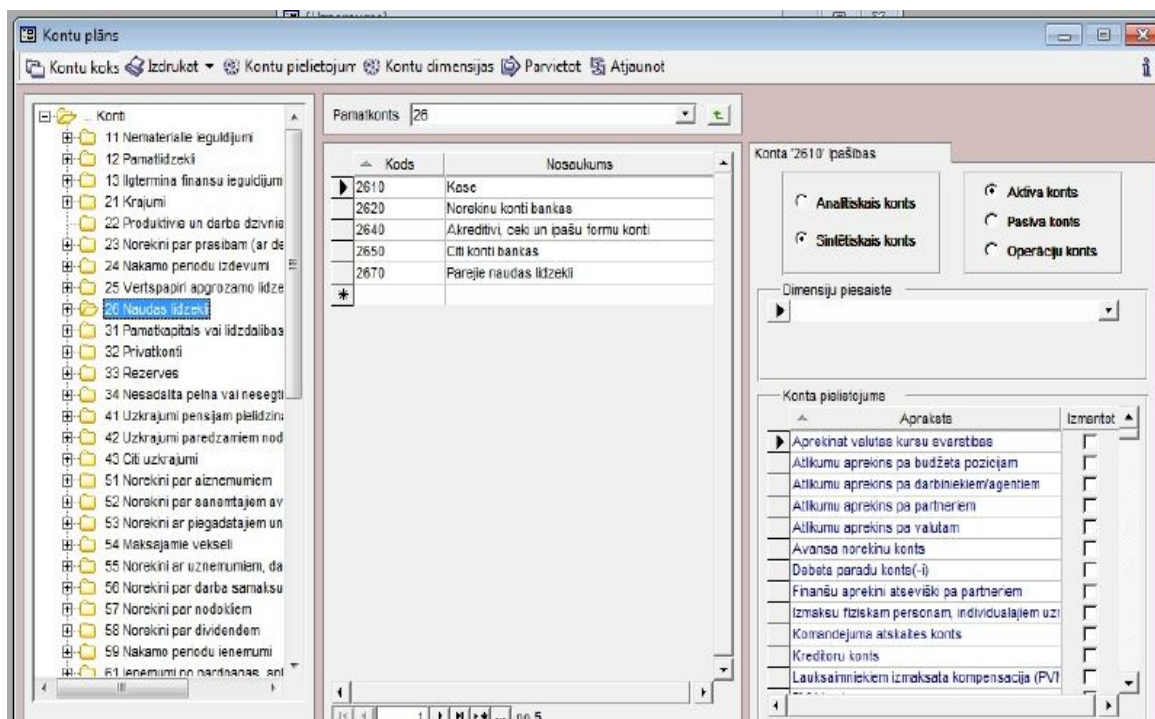 Kontu plāns
Kontu koks Izdrukat Kontu pielietojum Kontu dimensijas Parvietot Atjaunot
... Konti
11 Nemateriale ieguldijumi
12 Pamatlidzekli
13 Ilgtermina finansu ieguldijum
21 Krajumi
22 Produktivie un darba dzivnie
23 Norekini par prasibam (ar de
24 Nakamo periodu izdevumi
25 Vertspapiri apgrozamo lidze
26 Naudas lidzekli
31 Pamatkapitals vai lidzdalibas
32 Privatkonti
33 Rezerves
34 Nesadalita pelna vai nesegti
41 Uzkrajumi pensijam pielidzina
42 Uzkrajumi paredzamiem nod
43 Citi uzkrajumi
51 Norekini par aiznemumiem
52 Norekini par sanemtajem av
53 Norekini ar piegadatajiem un
54 Maksajamie vekseli
55 Norekini ar uznemumiem, da
56 Norekini par darba samaksu
57 Norekini par nodokliem
58 Norekini par dividendem
59 Nakamo periodu ienemumi
61 Ienemumi no
Pamatkonts 26
Kods Nosaukums
2610 Kase
2620 Norekinu konti bankas
2640 Akreditivi, ceki un ipašu formu konti
2650 Citi konti bankas
2670 Parejie naudas lidzekli
1 no 5
Konta '2610' ipašibas
Analitiskais konts
Sintētiskais konts
Aktiva konts
Pasiva konts
Operāciju konts
Dimensiju piesaiste
Konta pielietojums
Apraksts Izmantot
Aprekinat valutas kursu svarstibas
Atlikumu aprekins pa budžeta pozicijam
Atlikumu aprekins pa darbiniekiem/agentiem
Atlikumu aprekins pa partneriem
Atlikumu aprekins pa valutam
Avansa norekinu konts
Debeta paradu konts(-i)
Finanšu aprekini atseviški pa partneriem
Izmaksu fiziskam personam, individualajiem uzr
Komandejuma atskaites konts
Kreditoru konts
Lauksaimniekiem izmaksata kompensacija (PVN